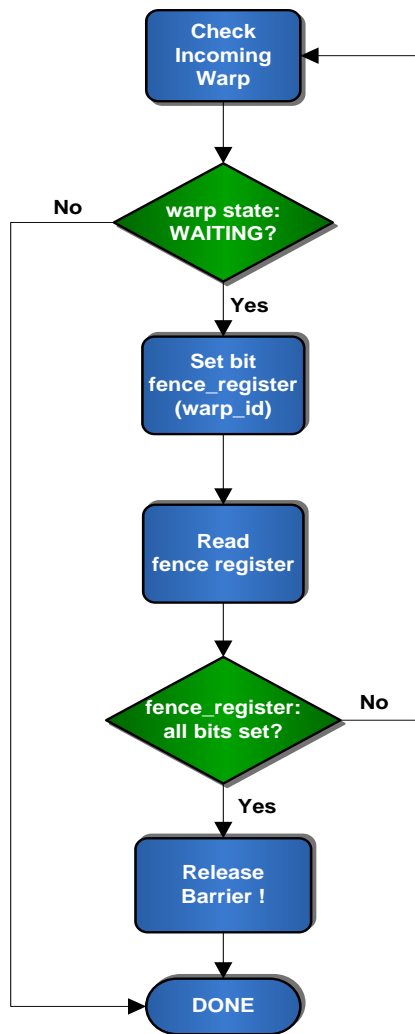 Check
Incoming
Warp
No
warp state:
WAITING?
Yes
Set bit
fence_register
(warp_id)
Read
fence register
fence_register:
all bits set?
No
Yes
Release
Barrier !
DONE